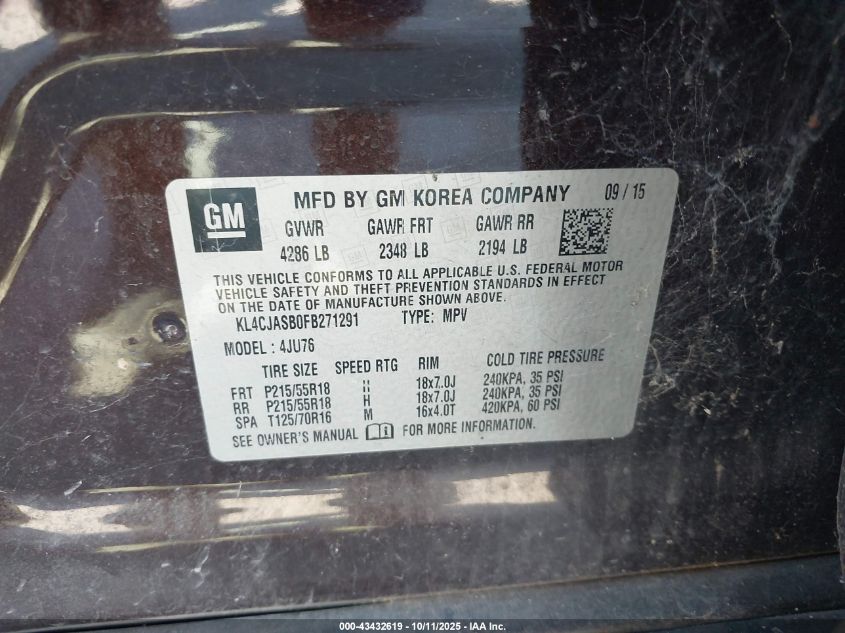 GM MFD BY GM KOREA COMPANY 09 / 15
GVWR GAWR FRT GAWR RR
4286 LB 2348 LB 2194 LB
THIS VEHICLE CONFORMS TO ALL APPLICABLE U.S. FEDERAL MOTOR
VEHICLE SAFETY AND THEFT PREVENTION STANDARDS IN EFFECT
ON THE DATE OF MANUFACTURE SHOWN ABOVE.
KL4CJASB0FB271291 TYPE: MPV
MODEL : 4JU76
TIRE SIZE SPEED RTG RIM COLD TIRE PRESSURE
FRT P215/55R18 H 18x7.0J 240KPA, 35 PSI
RR P215/55R18 H 18x7.0J 240KPA, 35 PSI
SPA T125/70R16 M 16x4.0T 420KPA, 60 PSI
SEE OWNER'S MANUAL FOR MORE INFORMATION.
000-43432619 - 10/11/2025 - IAA Inc.